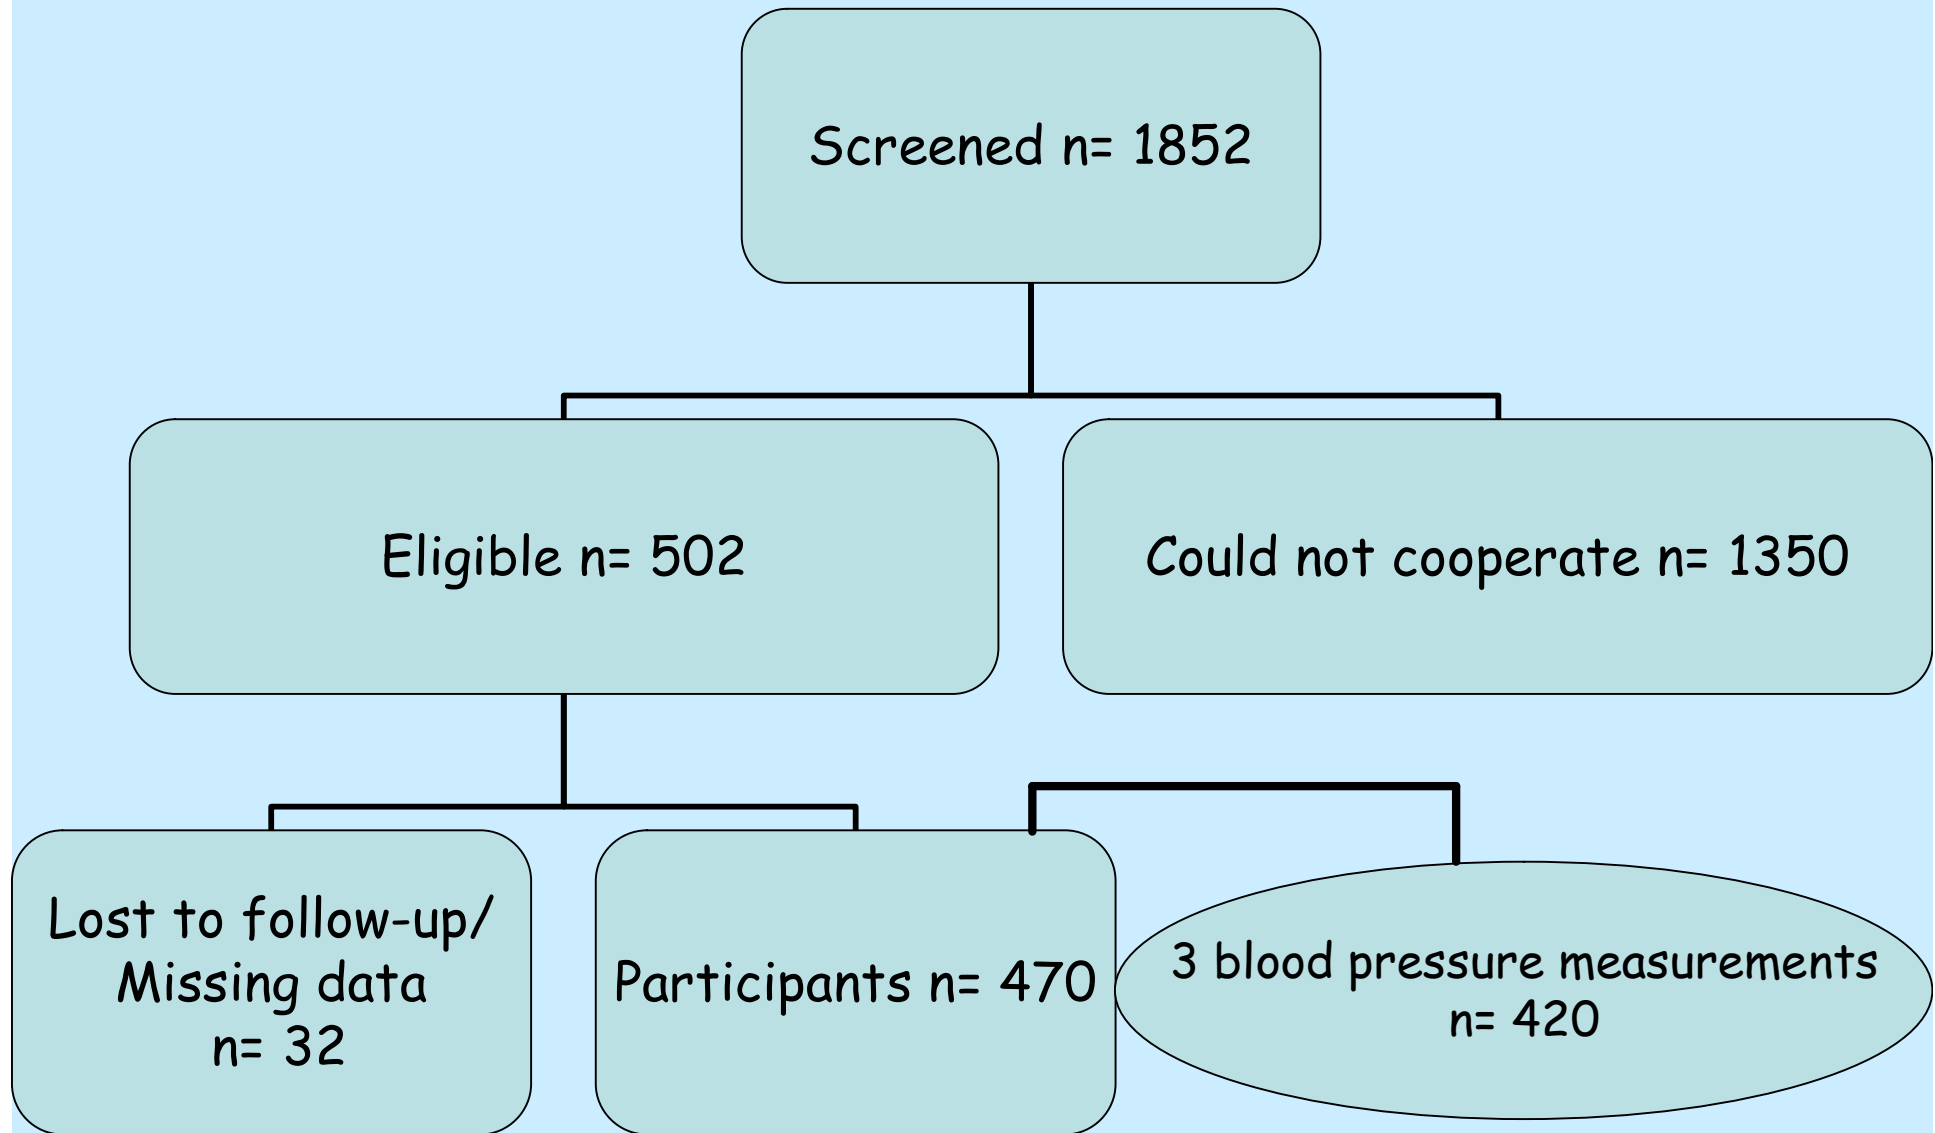 Screened n= 1852
Eligible n= 502
Could not cooperate n= 1350
Lost to follow-up/
Missing data
n= 32
Participants n= 470
3 blood pressure measurements
n= 420